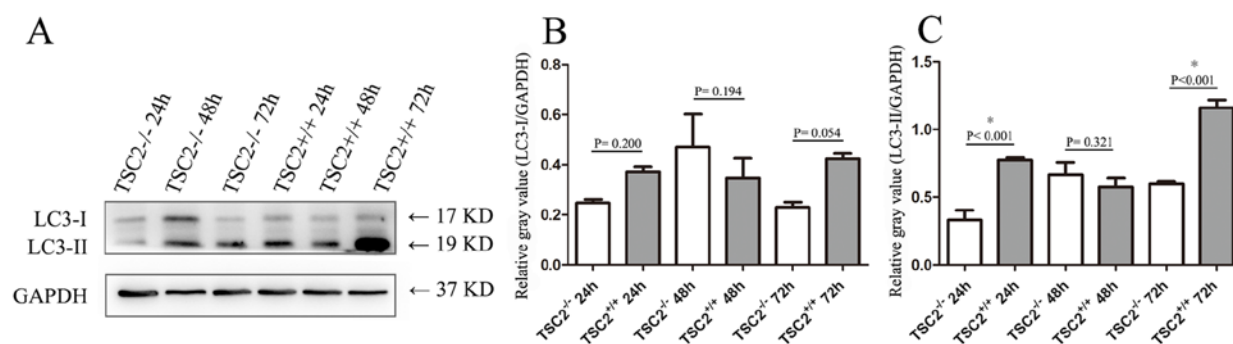 A
TSC2-/- 24h
TSC2-/- 48h
TSC2-/- 72h
TSC2+/+ 24h
TSC2+/+ 48h
TSC2+/+ 72h
LC3-I
← 17 KD
LC3-II
← 19 KD
GAPDH
← 37 KD
B
Relative gray value (LC3-I/GAPDH)
0.8
0.6
0.4
0.2
0.0
P= 0.200
P= 0.194
P= 0.054
TSC2-/- 24h
TSC2+/+ 24h
TSC2-/- 48h
TSC2+/+ 48h
TSC2-/- 72h
TSC2+/+ 72h
C
Relative gray value (LC3-II/GAPDH)
1.5
1.0
0.5
0.0
*
P< 0.001
P= 0.321
*
P<0.001
TSC2-/- 24h
TSC2+/+ 24h
TSC2-/- 48h
TSC2+/+ 48h
TSC2-/- 72h
TSC2+/+ 72h